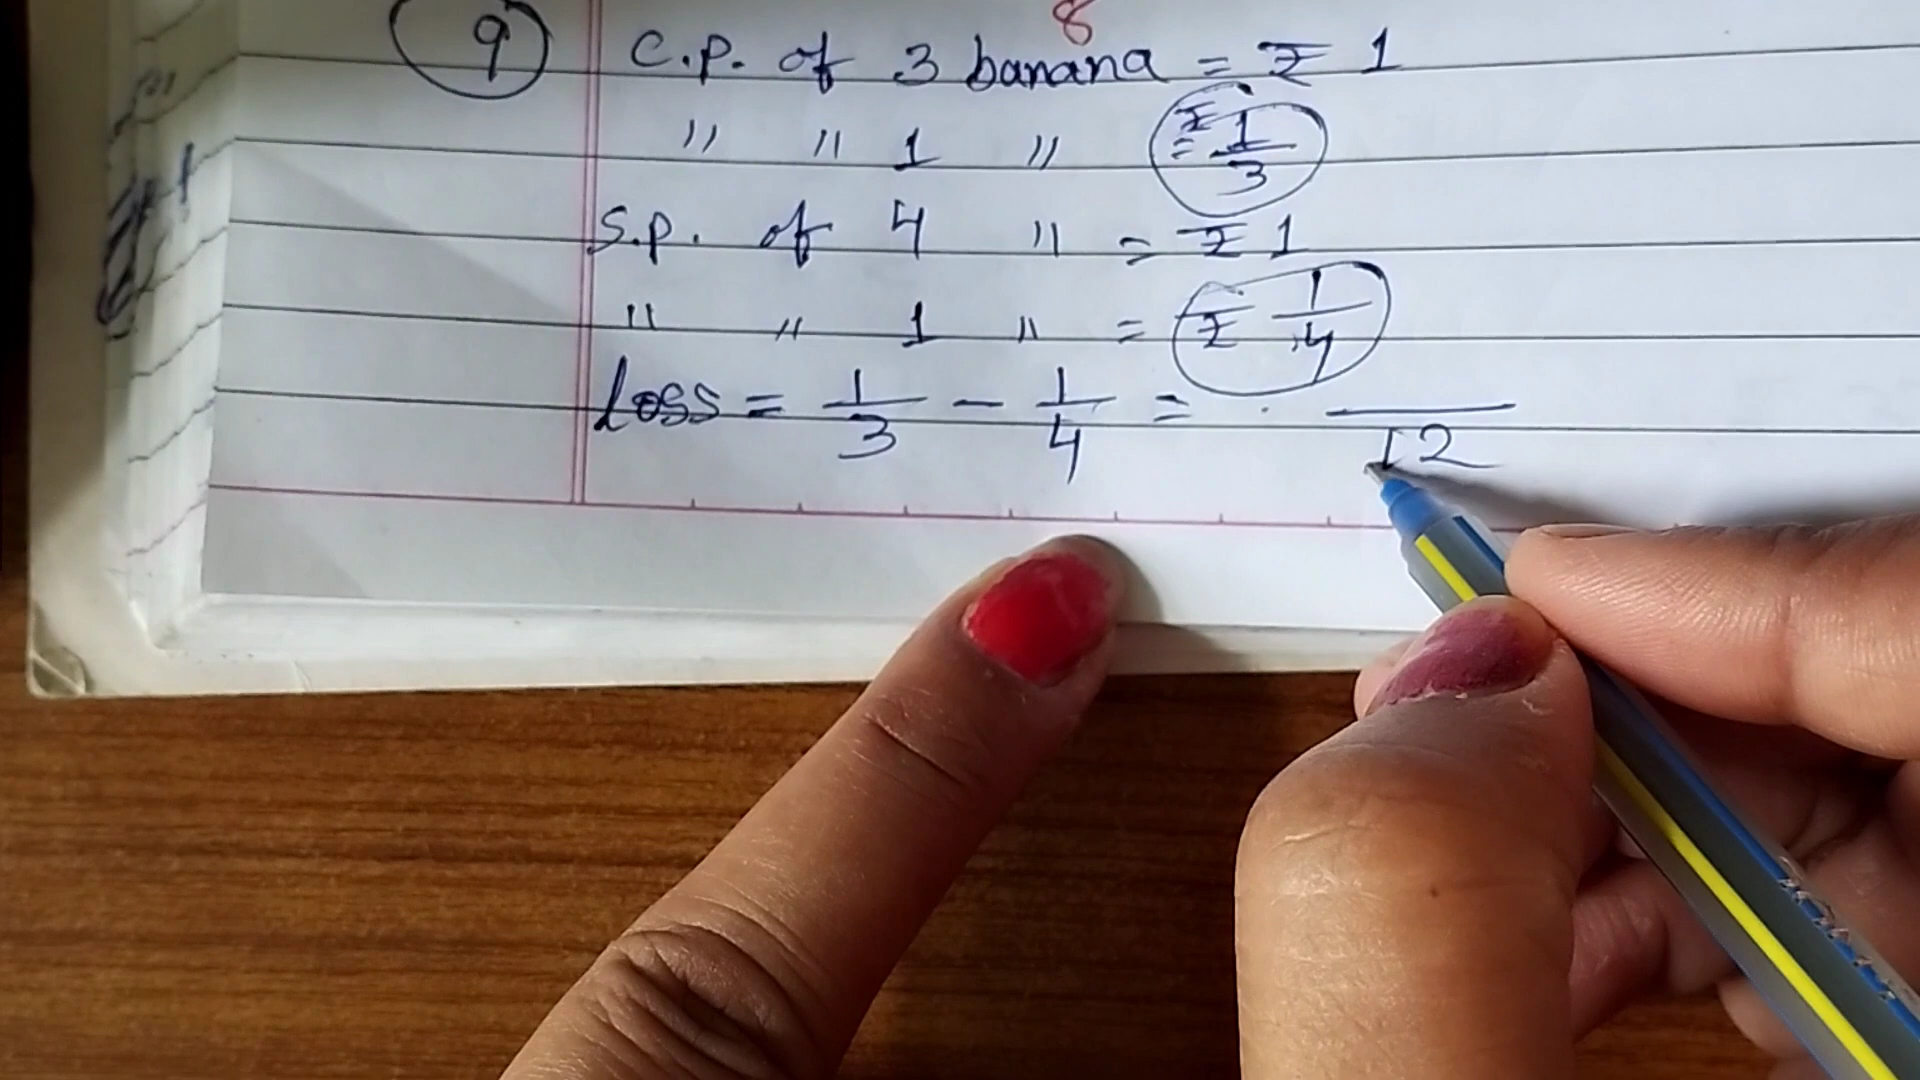 8
9 C.P. of 3 banana = ₹ 1
" " 1 " = ₹ 1/3
S.P. of 4 " = ₹ 1
" " 1 " = ₹ 1/4
Loss = 1/3 - 1/4 = /12